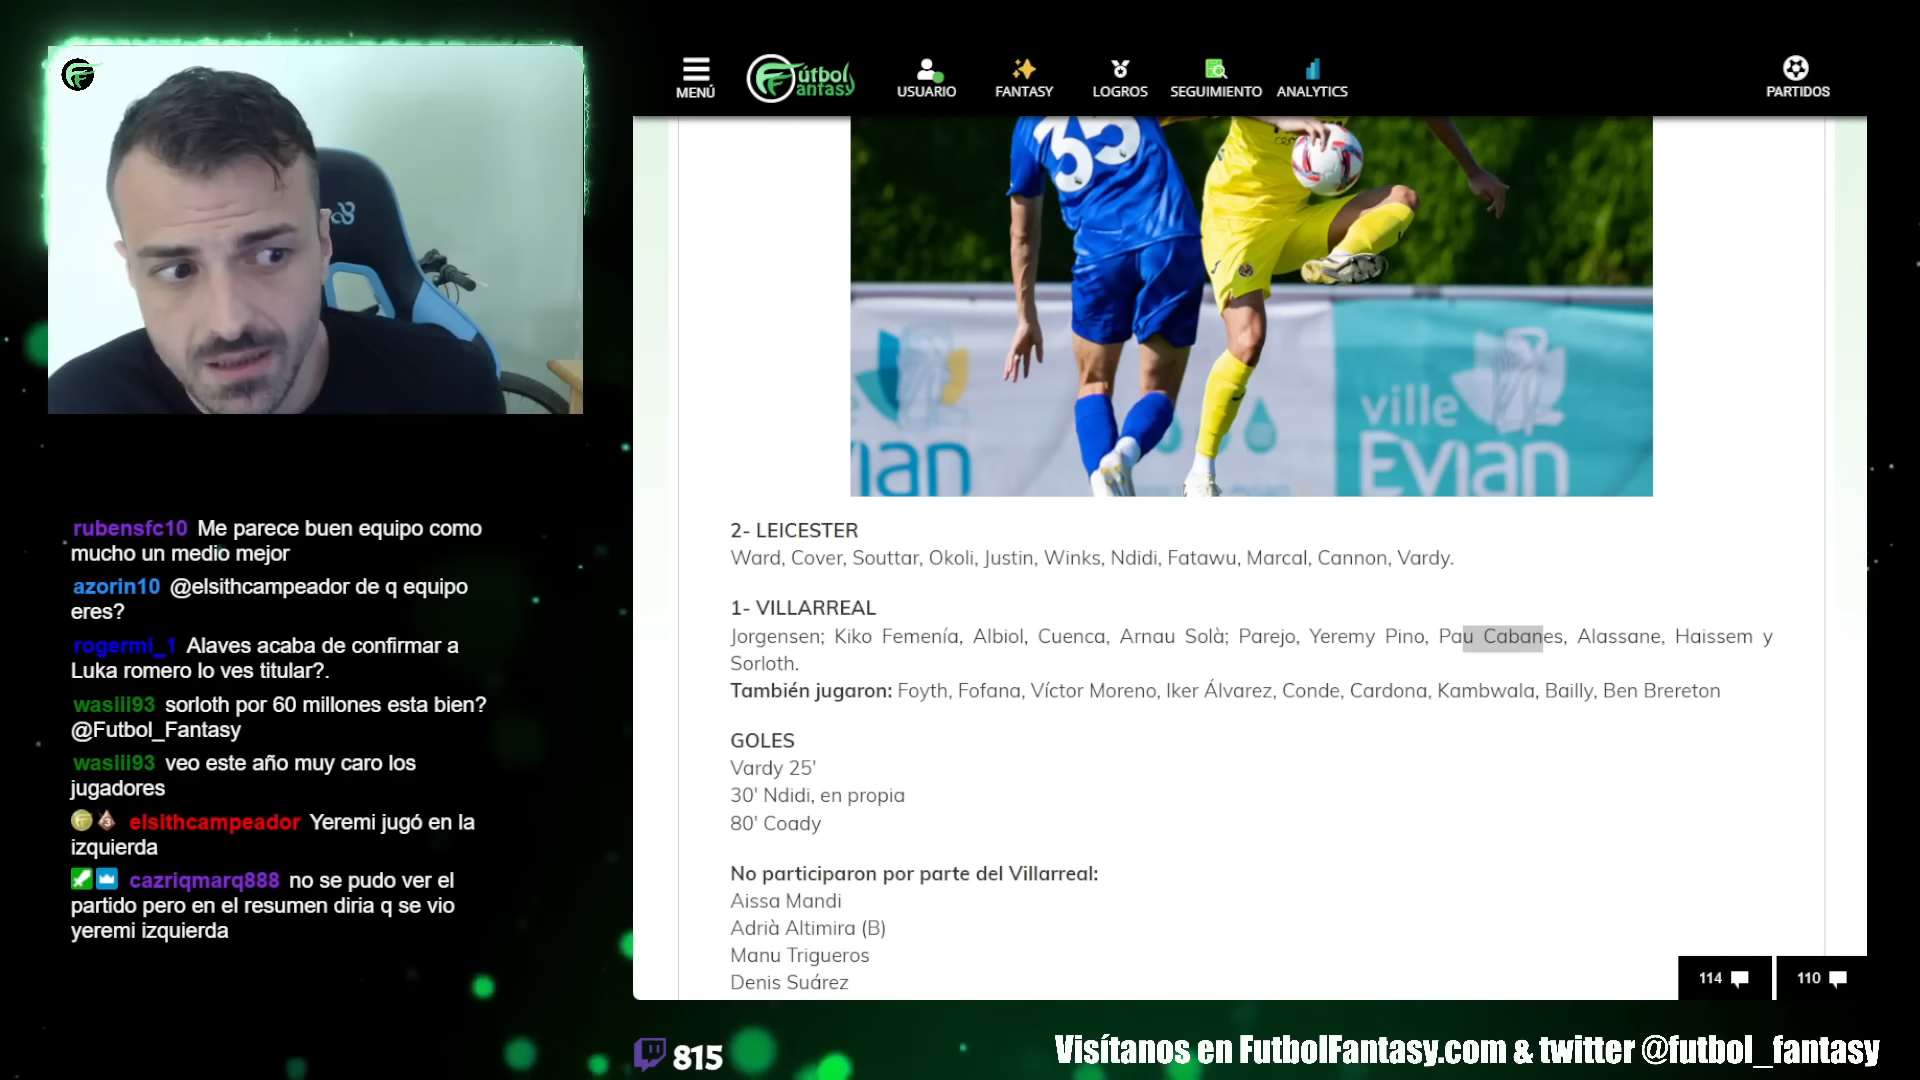 MENÚ
Fútbol
Fantasy
USUARIO
FANTASY
LOGROS
SEGUIMIENTO
ANALYTICS
PARTIDOS
35
ville
Evian
Evian
2- LEICESTER
Ward, Cover, Souttar, Okoli, Justin, Winks, Ndidi, Fatawu, Marcal, Cannon, Vardy.
1- VILLARREAL
Jorgensen; Kiko Femenía, Albiol, Cuenca, Arnau Solà; Parejo, Yeremy Pino, Pau Cabanes, Alassane, Haissem y
Sorloth.
También jugaron: Foyth, Fofana, Víctor Moreno, Iker Álvarez, Conde, Cardona, Kambwala, Bailly, Ben Brereton
GOLES
Vardy 25'
30' Ndidi, en propia
80' Coady
No participaron por parte del Villarreal:
Aissa Mandi
Adrià Altimira (B)
Manu Trigueros
Denis Suárez
114
110
rubensfc10 Me parece buen equipo como
mucho un medio mejor
azorin10 @elsithcampeador de q equipo
eres?
rogermi_1 Alaves acaba de confirmar a
Luka romero lo ves titular?.
wasiii93 sorloth por 60 millones esta bien?
@Futbol_Fantasy
wasiii93 veo este año muy caro los
jugadores
elsithcampeador Yeremi jugó en la
izquierda
cazriqmarq888 no se pudo ver el
partido pero en el resumen diria q se vio
yeremi izquierda
815
Visítanos en FutbolFantasy.com & twitter @futbol_fantasy